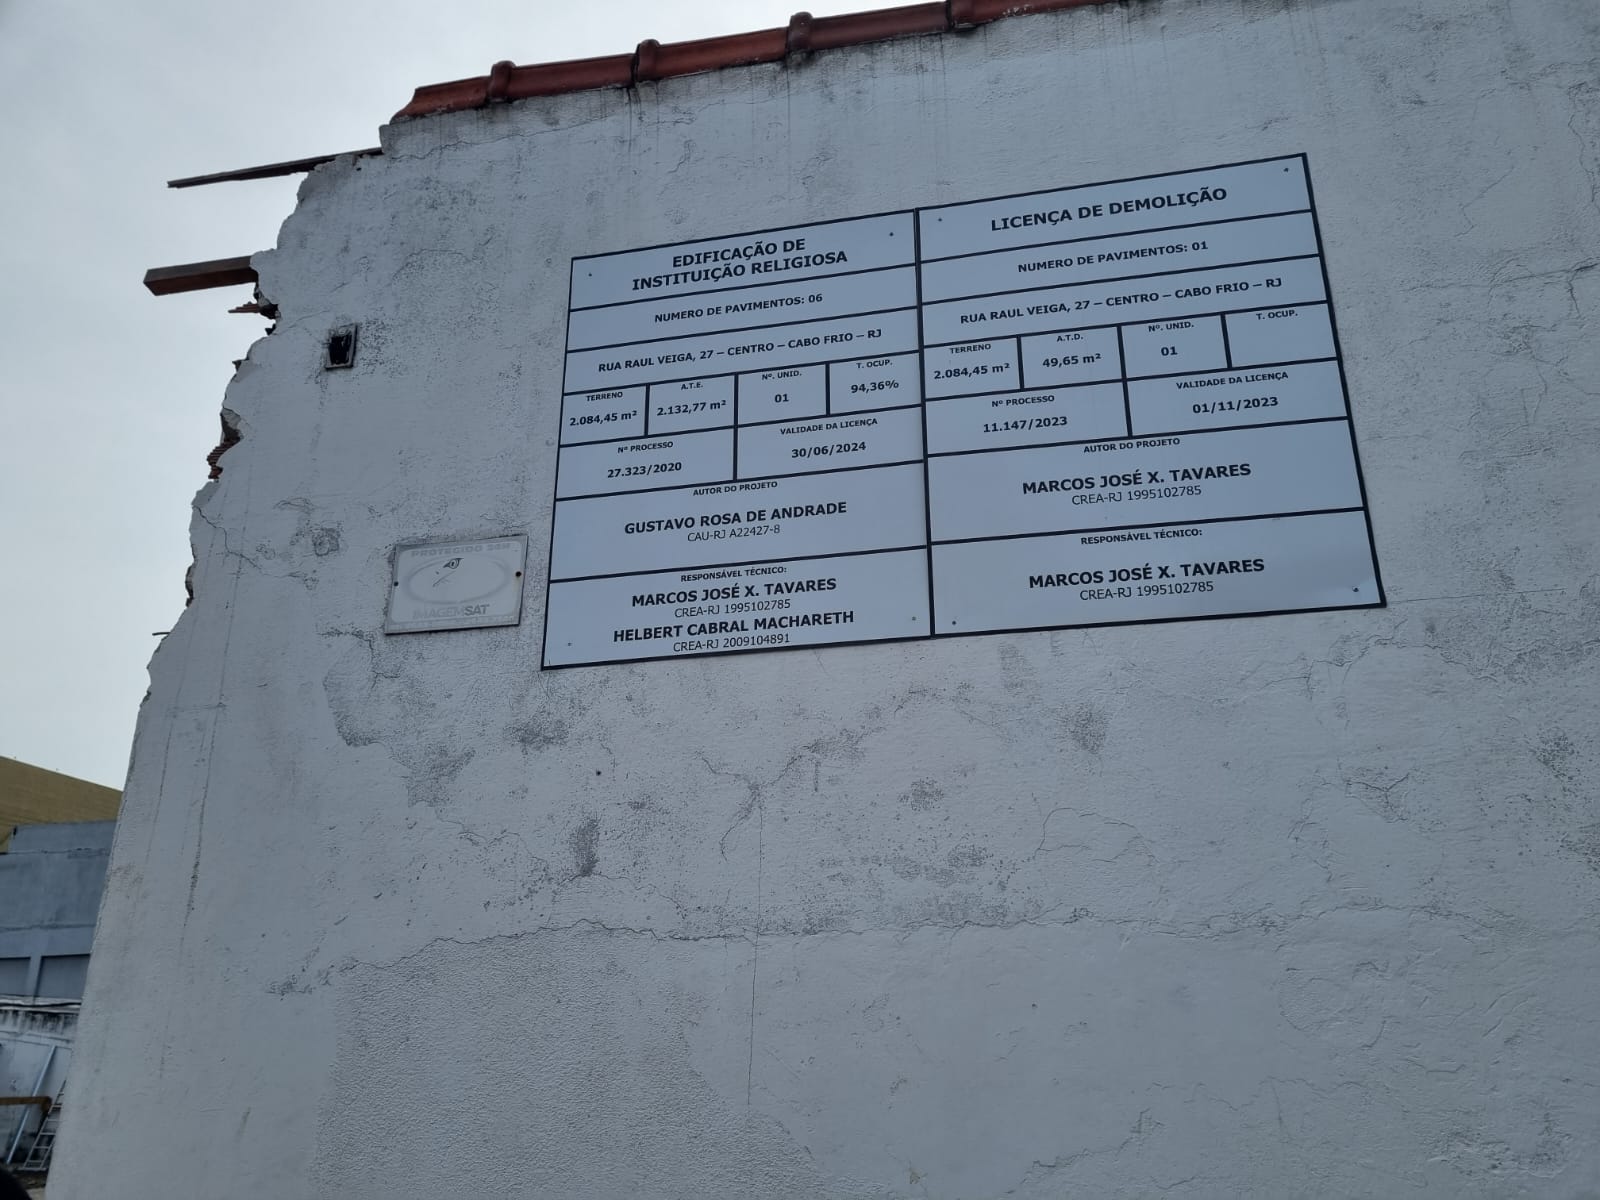 EDIFICAÇÃO DE
INSTITUIÇÃO RELIGIOSA
NUMERO DE PAVIMENTOS: 06
RUA RAUL VEIGA, 27 – CENTRO – CABO FRIO – RJ
TERRENO
2.084,45 m²
A.T.E.
2.132,77 m²
Nº. UNID.
01
T. OCUP.
94,36%
Nº PROCESSO
27.323/2020
VALIDADE DA LICENÇA
30/06/2024
AUTOR DO PROJETO
GUSTAVO ROSA DE ANDRADE
CAU-RJ A22427-8
RESPONSÁVEL TÉCNICO:
MARCOS JOSÉ X. TAVARES
CREA-RJ 1995102785
HELBERT CABRAL MACHARETH
CREA-RJ 2009104891
LICENÇA DE DEMOLIÇÃO
NUMERO DE PAVIMENTOS: 01
RUA RAUL VEIGA, 27 – CENTRO – CABO FRIO – RJ
TERRENO
2.084,45 m²
A.T.D.
49,65 m²
Nº. UNID.
01
T. OCUP.
Nº PROCESSO
11.147/2023
VALIDADE DA LICENÇA
01/11/2023
AUTOR DO PROJETO
MARCOS JOSÉ X. TAVARES
CREA-RJ 1995102785
RESPONSÁVEL TÉCNICO:
MARCOS JOSÉ X. TAVARES
CREA-RJ 1995102785
PROTEGIDO 24H
IMAGEMSAT